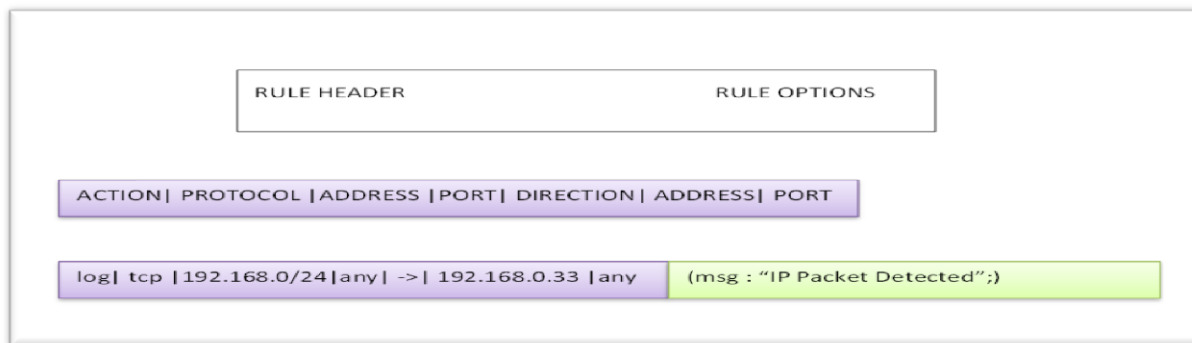 RULE HEADER RULE OPTIONS
ACTION| PROTOCOL |ADDRESS |PORT| DIRECTION| ADDRESS| PORT
log| tcp |192.168.0/24|any| ->| 192.168.0.33 |any (msg : “IP Packet Detected”;)